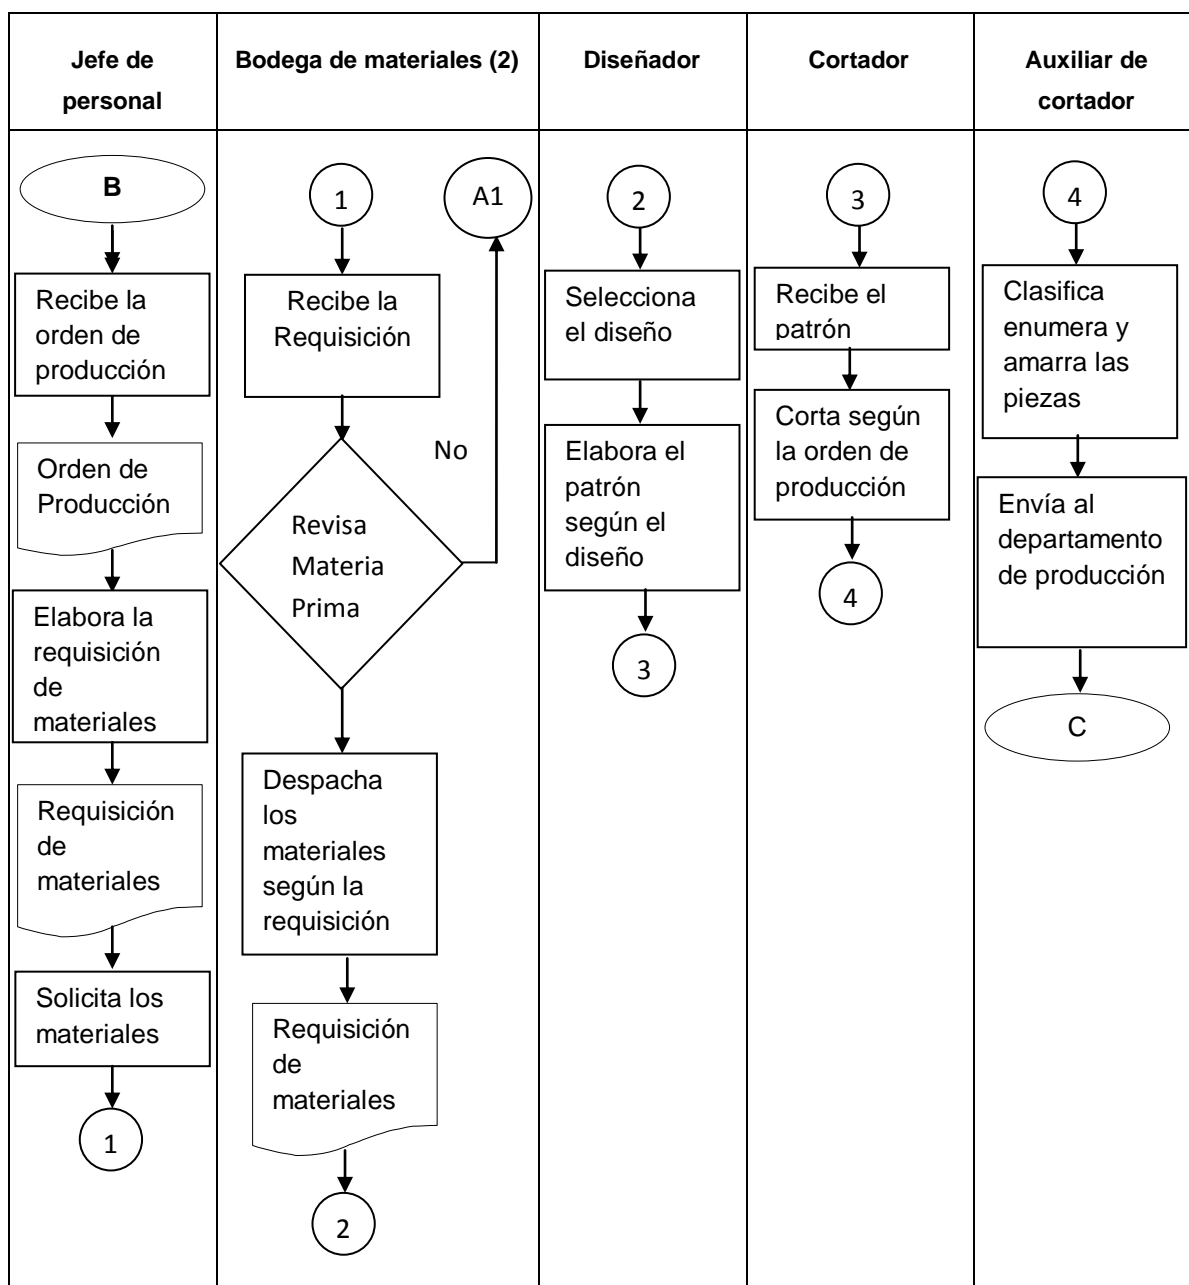 Jefe de
personal
Bodega de materiales (2)
Diseñador
Cortador
Auxiliar de
cortador
B
Recibe la
orden de
producción
Orden de
Producción
Elabora la
requisición
de
materiales
Requisición
de
materiales
Solicita los
materiales
1
1
A1
Recibe la
Requisición
No
Revisa
Materia
Prima
Despacha
los
materiales
según la
requisición
Requisición
de
materiales
2
2
Selecciona
el diseño
Elabora el
patrón
según el
diseño
3
3
Recibe el
patrón
Corta según
la orden de
producción
4
4
Clasifica
enumera y
amarra las
piezas
Envía al
departamento
de producción
C